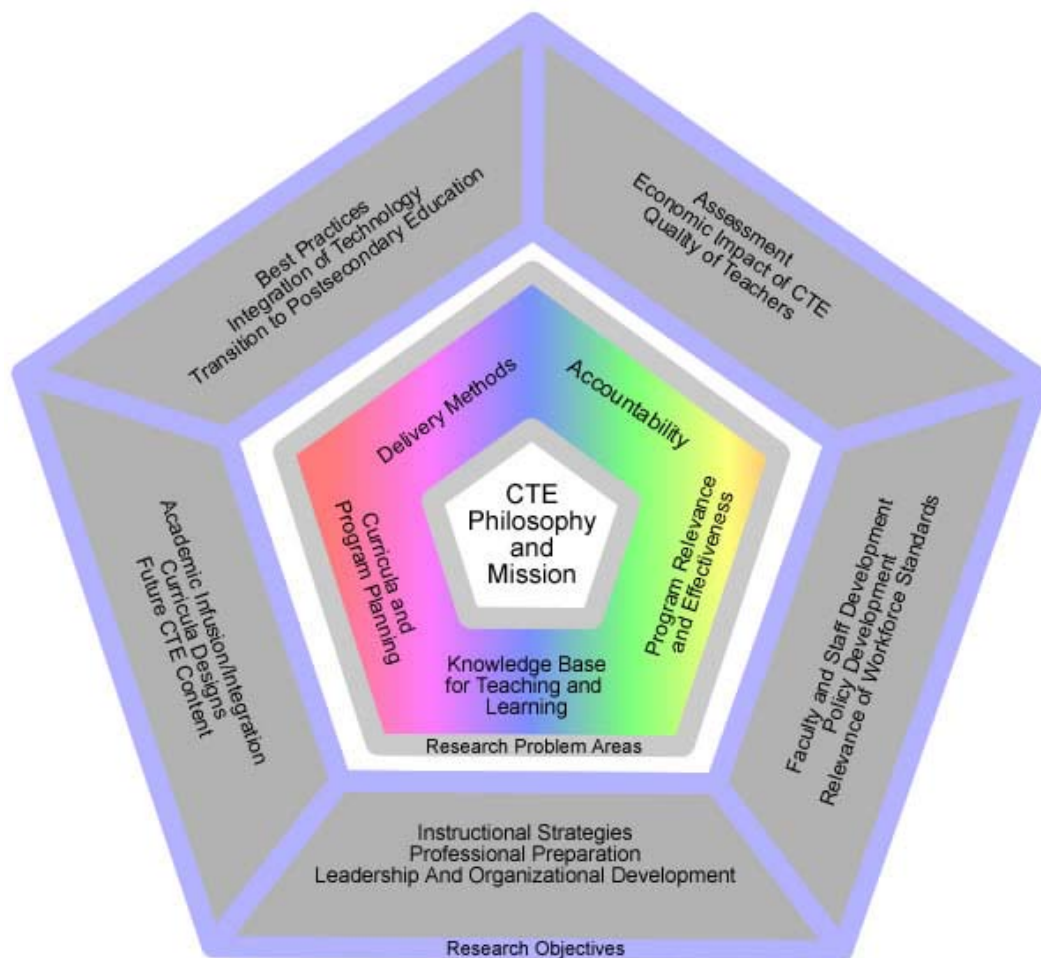 Best Practices
Integration of Technology
Transition to Postsecondary Education
Assessment
Economic Impact of CTE
Quality of Teachers
Delivery Methods
Accountability
CTE
Philosophy
and
Mission
Curricula and
Program Planning
Program Relevance
and Effectiveness
Knowledge Base
for Teaching and
Learning
Research Problem Areas
Academic Infusion/Integration
Curricula Designs
Future CTE Content
Faculty and Staff Development
Policy Development
Relevance of Workforce Standards
Instructional Strategies
Professional Preparation
Leadership And Organizational Development
Research Objectives